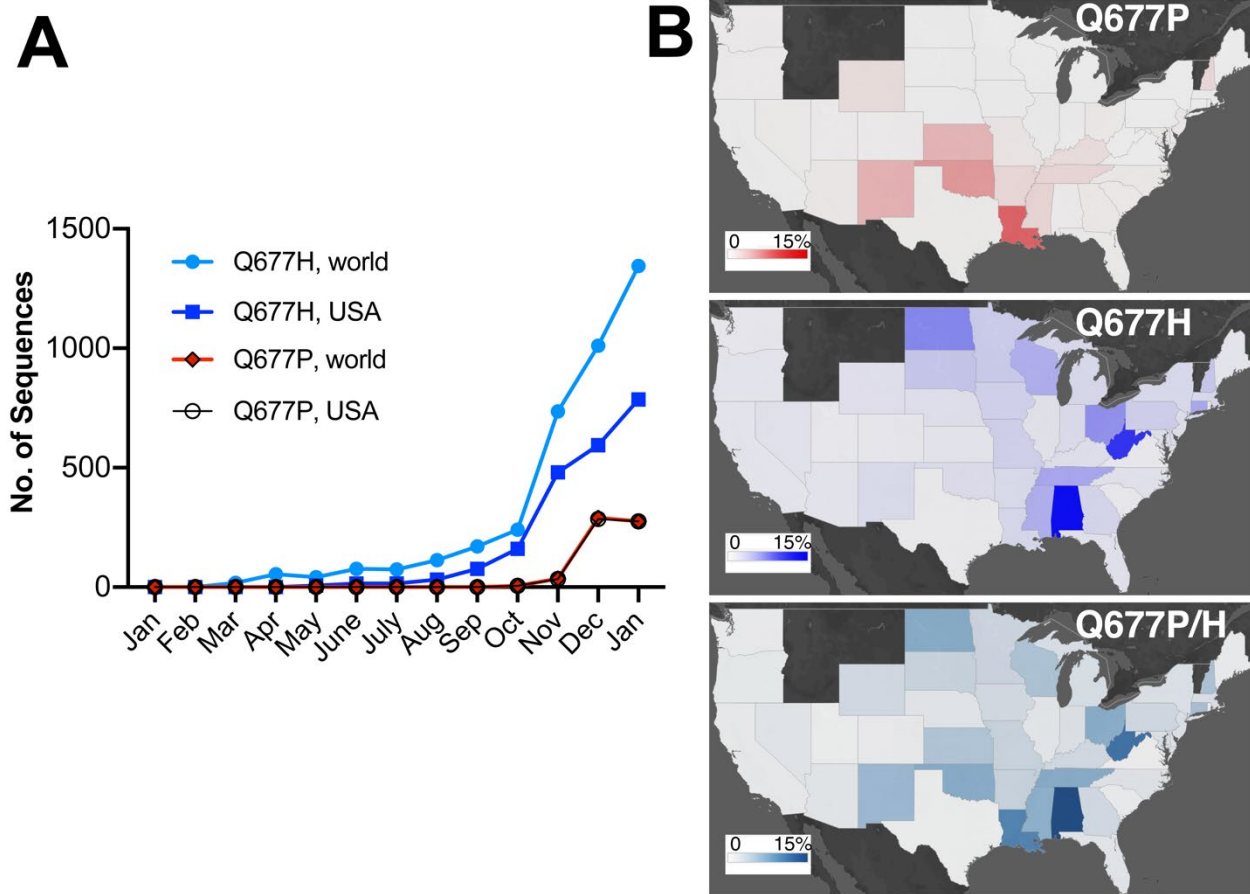 A
1500
1000
500
0
No. of Sequences
Q677H, world
Q677H, USA
Q677P, world
Q677P, USA
Jan
Feb
Mar
Apr
May
June
July
Aug
Sep
Oct
Nov
Dec
Jan
B
Q677P
0 15%
Q677H
0 15%
Q677P/H
0 15%